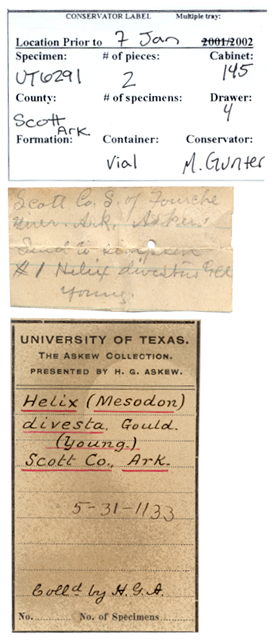 CONSERVATOR LABEL Multiple tray:
Location Prior to 7 Jan 2001/2002
Specimen: # of pieces: Cabinet:
UT6291 2 145
County: # of specimens: Drawer:
Scott Ark 4
Formation: Container: Conservator:
vial M. Gunter
Scott Co. S. of Fourche
River. Ark. Askew.
#1 Helix divesta Gld
Young.
UNIVERSITY OF TEXAS.
THE ASKEW COLLECTION.
PRESENTED BY H. G. ASKEW.
Helix (Mesodon)
divesta. Gould.
(Young.)
Scott Co., Ark.
5-31-1133
Coll'd by H.G.A.
No. No. of Specimens